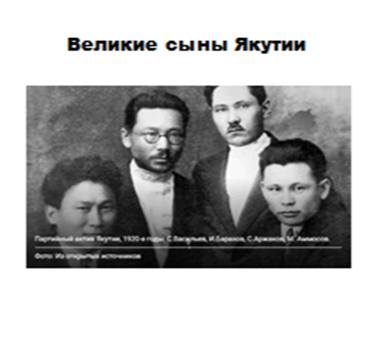 Великие сыны Якутии
Партийный актив Якутии, 1920-е годы. С.Васильев, И.Барахов, С.Аржаков, М. Аммосов.
Фото: Из открытых источников